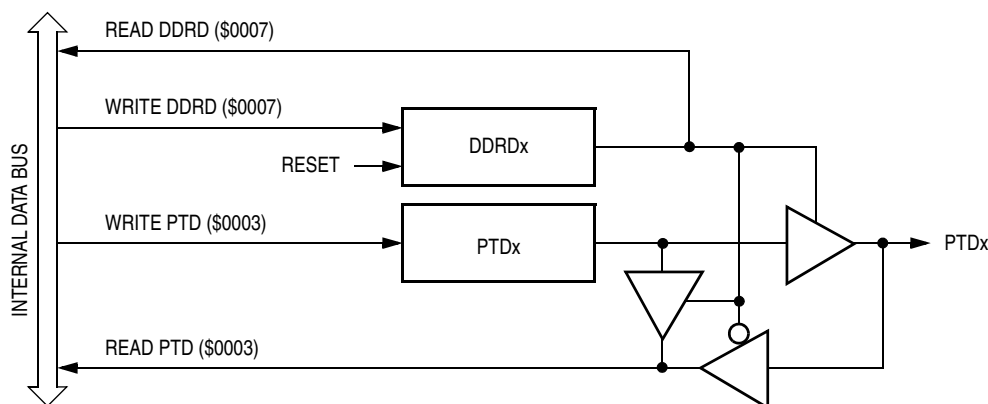 READ DDRD ($0007)
WRITE DDRD ($0007)
DDRDx
RESET
INTERNAL DATA BUS
WRITE PTD ($0003)
PTDx
PTDx
READ PTD ($0003)